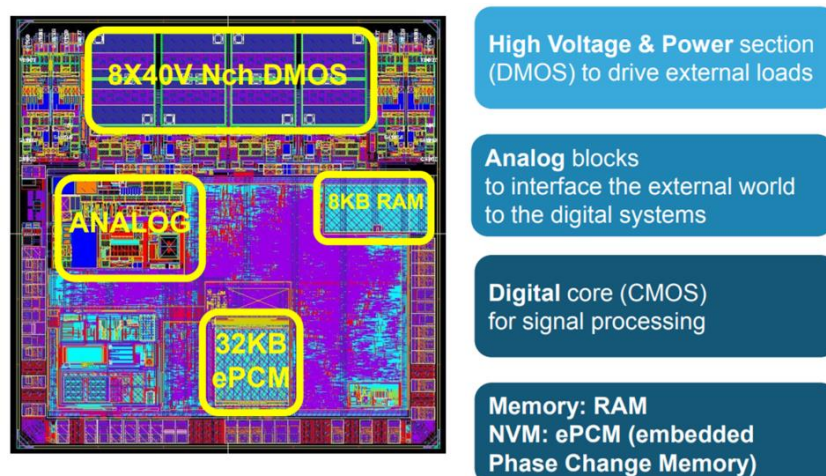 8X40V Nch DMOS
ANALOG
8KB RAM
32KB
ePCM
High Voltage & Power section
(DMOS) to drive external loads
Analog blocks
to interface the external world
to the digital systems
Digital core (CMOS)
for signal processing
Memory: RAM
NVM: ePCM (embedded
Phase Change Memory)